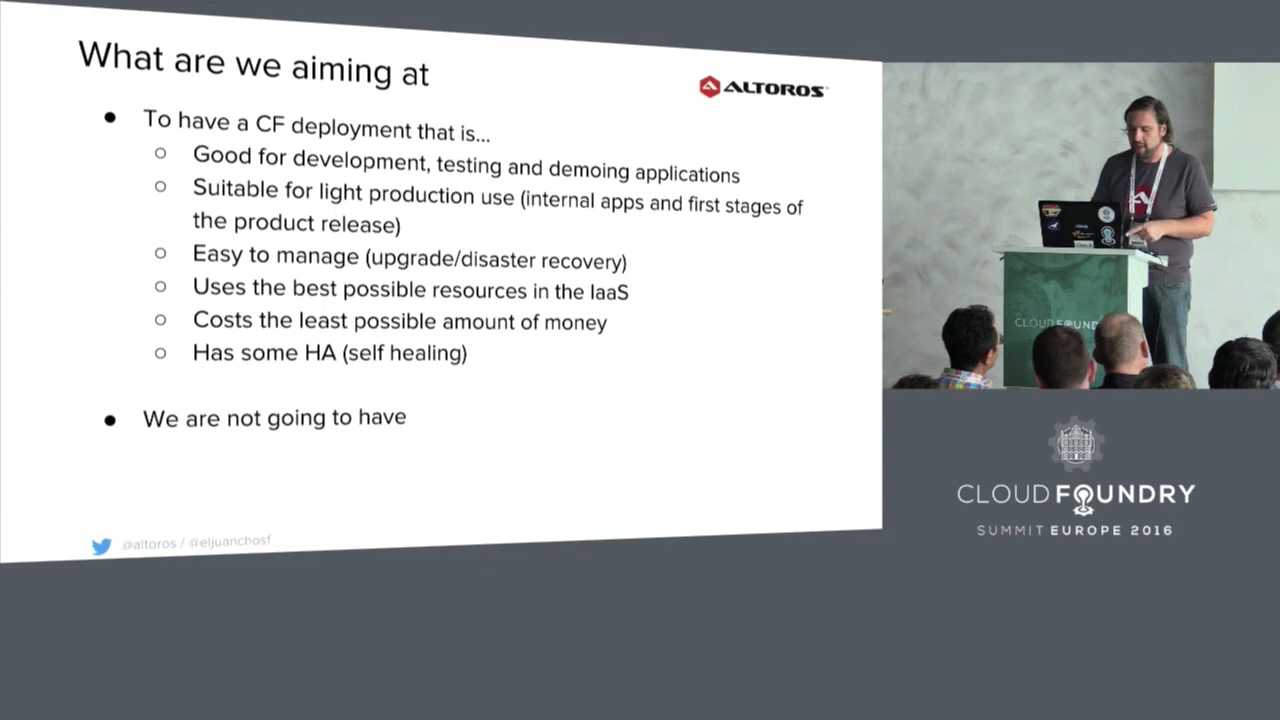 What are we aiming at
ALTOROS
● To have a CF deployment that is...
○ Good for development, testing and demoing applications
○ Suitable for light production use (internal apps and first stages of
the product release)
○ Easy to manage (upgrade/disaster recovery)
○ Uses the best possible resources in the IaaS
○ Costs the least possible amount of money
○ Has some HA (self healing)
● We are not going to have
@altoros / @eljuanchosf
CLOUD FOUND
CLOUD FOUNDRY
SUMMIT EUROPE 2016